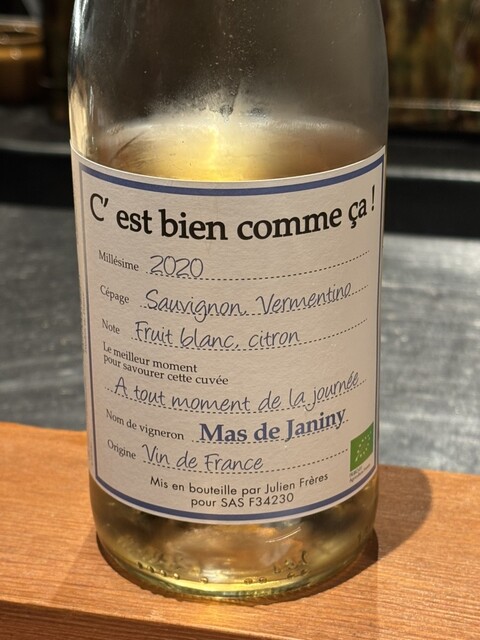 C' est bien comme ça !
Millésime 2020
Cépage Sauvignon, Vermentino
Note Fruit blanc, citron
Le meilleur moment
pour savourer cette cuvée
A tout moment de la journée
Nom de vigneron Mas de Janiny
Origine Vin de France
Mis en bouteille par Julien Frères
pour SAS F34230